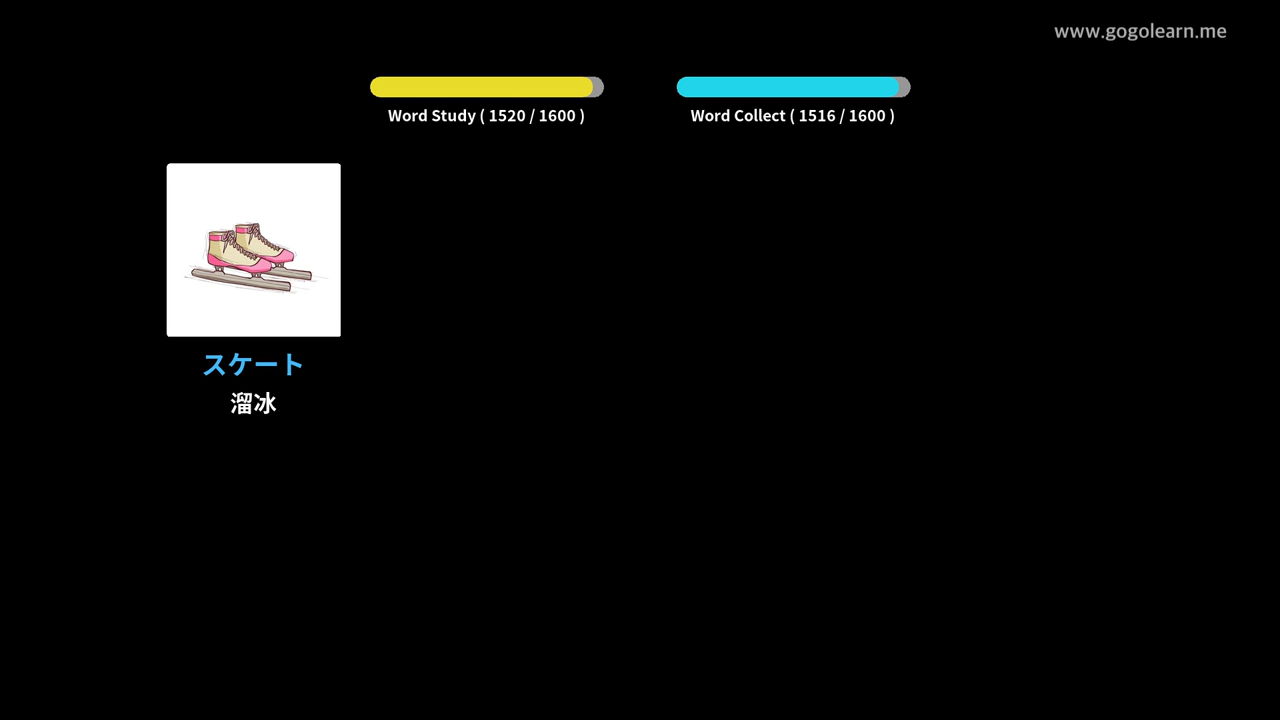 www.gogolearn.me
Word Study ( 1520 / 1600 )
Word Collect ( 1516 / 1600 )
スケート
溜冰